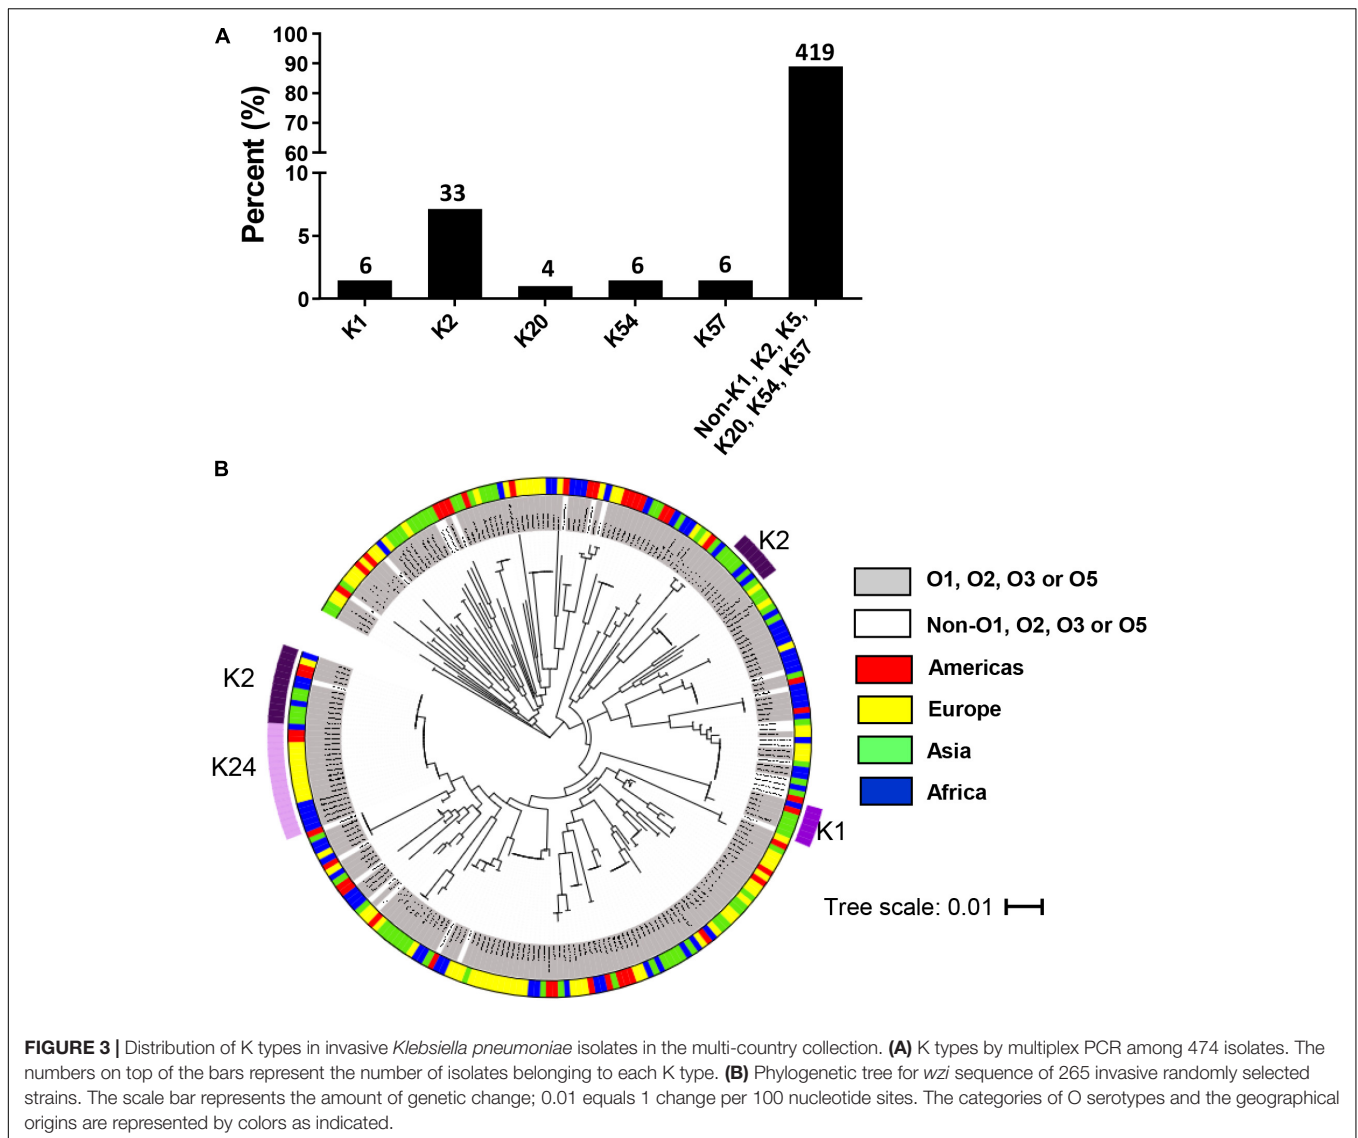 A
Percent (%)
100
90
80
70
60
10
5
0
6
33
4
6
6
419
K1
K2
K20
K54
K57
Non-K1, K2, K5,
K20, K54, K57
B
K2
K2
K24
K1
O1, O2, O3 or O5
Non-O1, O2, O3 or O5
Americas
Europe
Asia
Africa
Tree scale: 0.01
FIGURE 3 | Distribution of K types in invasive Klebsiella pneumoniae isolates in the multi-country collection. (A) K types by multiplex PCR among 474 isolates. The
numbers on top of the bars represent the number of isolates belonging to each K type. (B) Phylogenetic tree for wzi sequence of 265 invasive randomly selected
strains. The scale bar represents the amount of genetic change; 0.01 equals 1 change per 100 nucleotide sites. The categories of O serotypes and the geographical
origins are represented by colors as indicated.